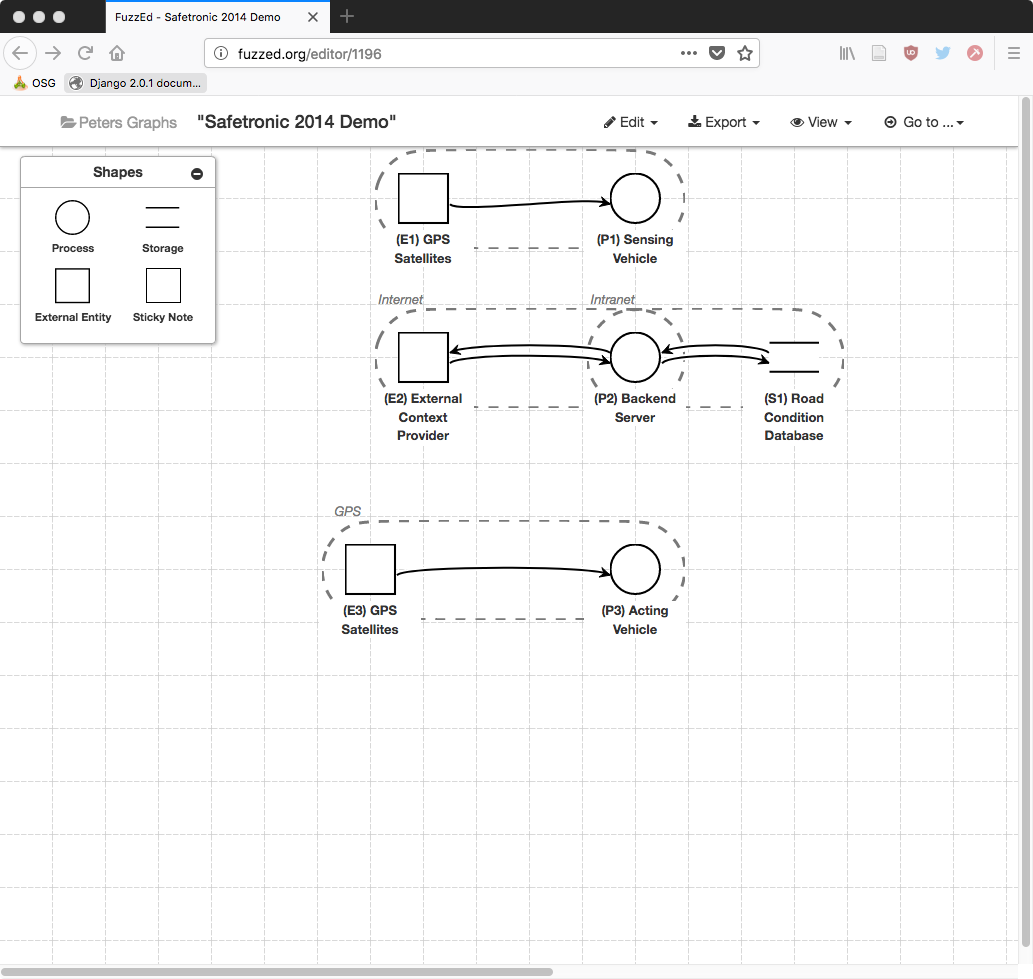 FuzzEd - Safetronic 2014 Demo
fuzzed.org/editor/1196
OSG
Django 2.0.1 docum...
Peters Graphs
"Safetronic 2014 Demo"
Edit
Export
View
Go to ...
Shapes
Process
Storage
External Entity
Sticky Note
(E1) GPS
Satellites
(P1) Sensing
Vehicle
Internet
Intranet
(E2) External
Context
Provider
(P2) Backend
Server
(S1) Road
Condition
Database
GPS
(E3) GPS
Satellites
(P3) Acting
Vehicle